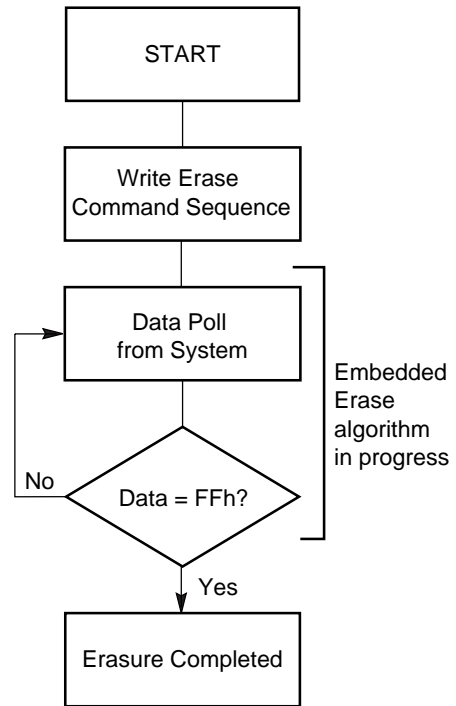 START
Write Erase
Command Sequence
Data Poll
from System
Embedded
Erase
algorithm
in progress
No
Data = FFh?
Yes
Erasure Completed